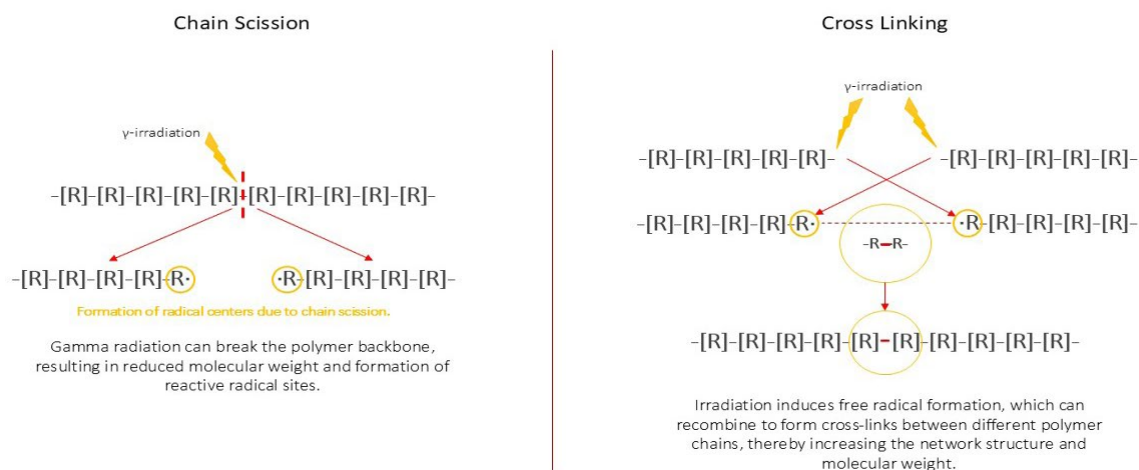 Chain Scission
γ-irradiation
-[R]-[R]-[R]-[R]-[R]-[R]-[R]-[R]-[R]-[R]-
-[R]-[R]-[R]-[R]-R·
·R-[R]-[R]-[R]-[R]-
Formation of radical centers due to chain scission.
Gamma radiation can break the polymer backbone,
resulting in reduced molecular weight and formation of
reactive radical sites.
Cross Linking
γ-irradiation
-[R]-[R]-[R]-[R]-[R]-
-[R]-[R]-[R]-[R]-[R]-
-[R]-[R]-[R]-[R]-R·
·R-[R]-[R]-[R]-[R]-
-R-R-
-[R]-[R]-[R]-[R]-[R]-[R]-[R]-[R]-[R]-[R]-
Irradiation induces free radical formation, which can
recombine to form cross-links between different polymer
chains, thereby increasing the network structure and
molecular weight.